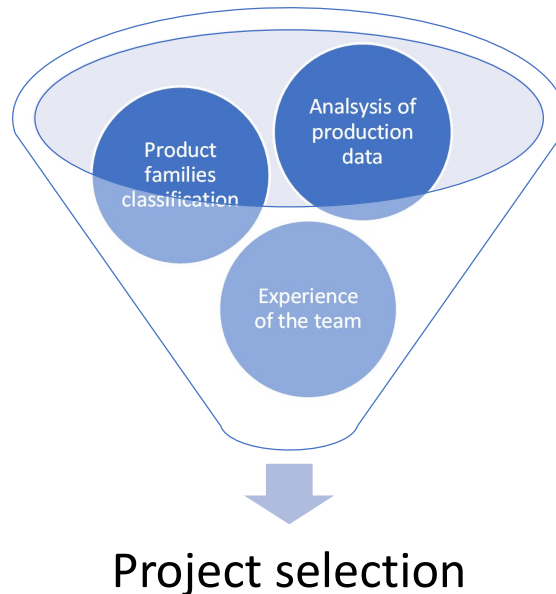 Analsysis of
production
data
Product
families
classification
Experience
of the team
Project selection